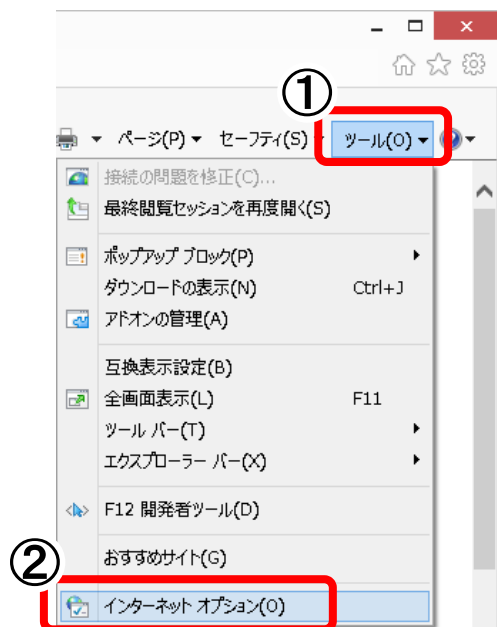 ①
ページ(P) セーフティ(S) ツール(O)
接続の問題を修正(C)...
最終閲覧セッションを再度開く(S)
ポップアップ ブロック(P)
ダウンロードの表示(N) Ctrl+J
アドオンの管理(A)
互換表示設定(B)
全画面表示(L) F11
ツール バー(T)
エクスプローラー バー(X)
F12 開発者ツール(D)
おすすめサイト(G)
②
インターネット オプション(O)